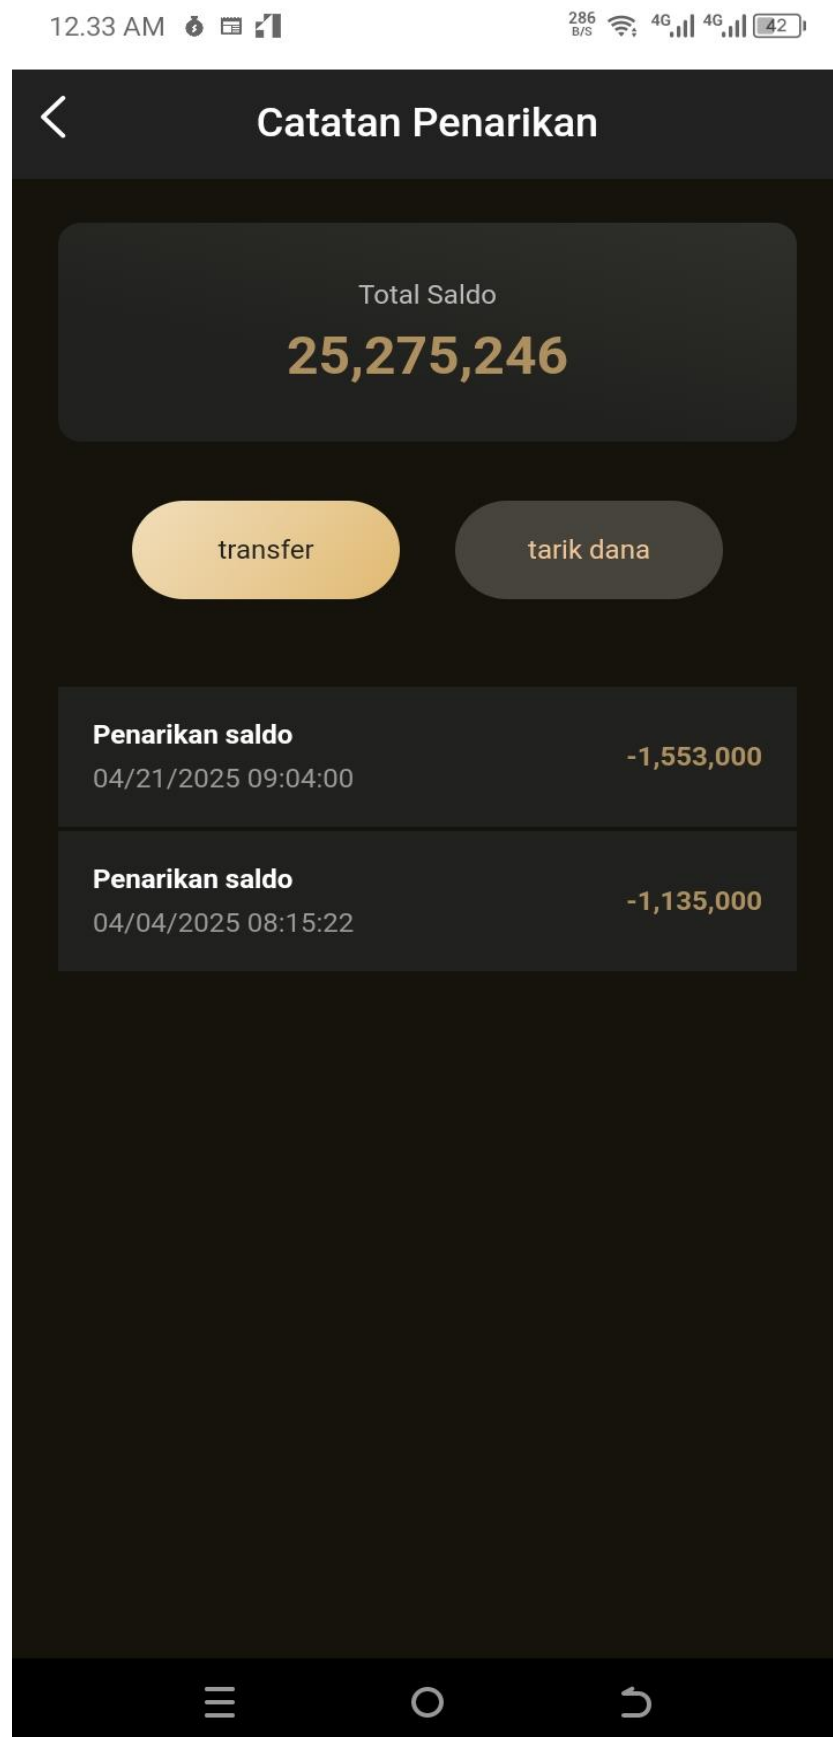 12.33 AM
286
B/S
4G
4G
42
Catatan Penarikan
Total Saldo
25,275,246
transfer
tarik dana
Penarikan saldo
04/21/2025 09:04:00
-1,553,000
Penarikan saldo
04/04/2025 08:15:22
-1,135,000